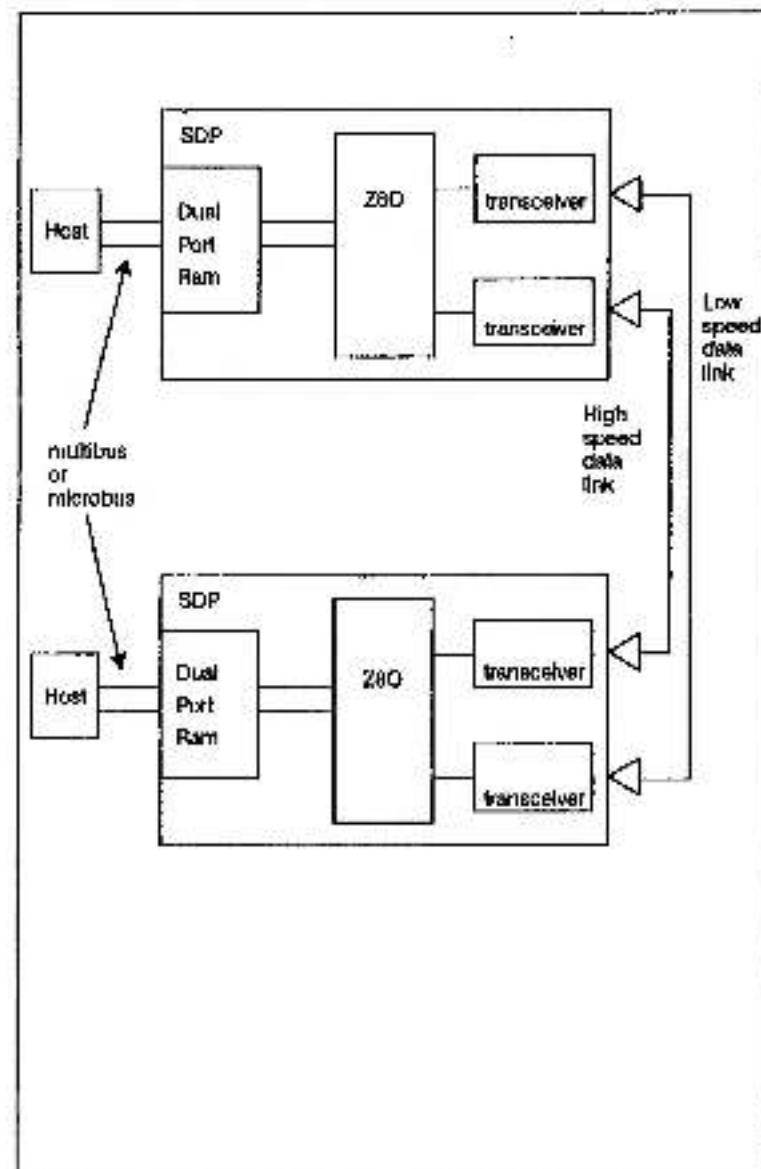 SDP
Host
Dual
Port
Ram
Z80
transceiver
transceiver
Low
speed
data
link
High
speed
data
link
multibus
or
microbus
SDP
Host
Dual
Port
Ram
Z80
transceiver
transceiver